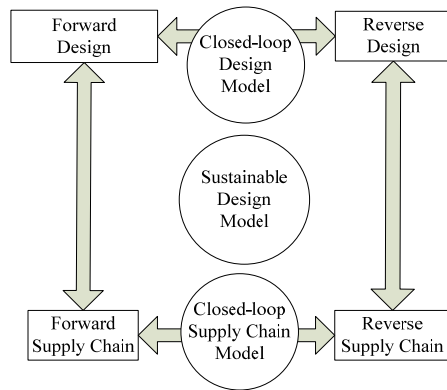 Forward
Design
Closed-loop
Design
Model
Reverse
Design
Sustainable
Design
Model
Forward
Supply Chain
Closed-loop
Supply Chain
Model
Reverse
Supply Chain